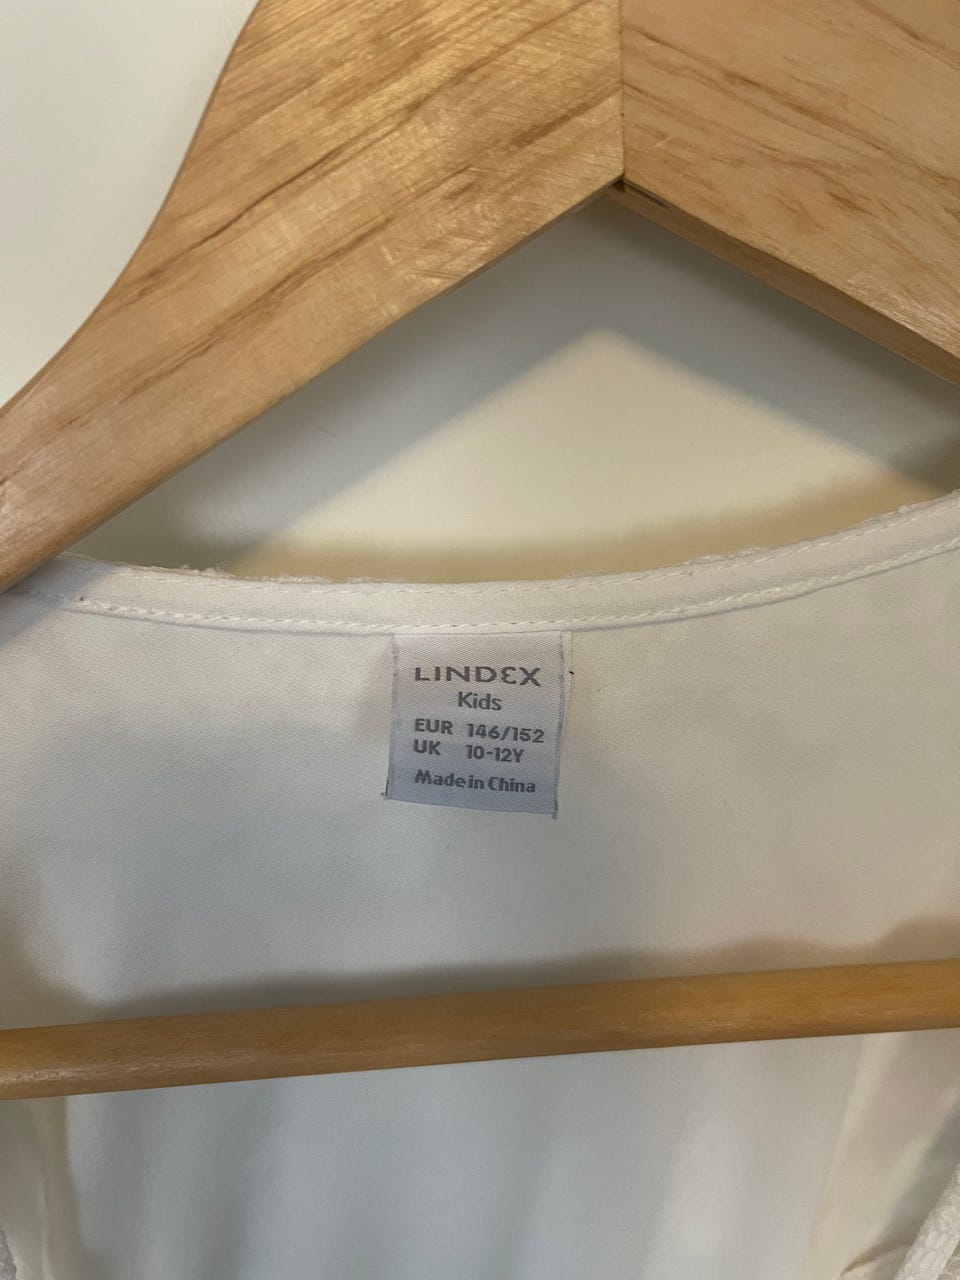 LINDEX
Kids
EUR 146/152
UK 10-12Y
Made in China